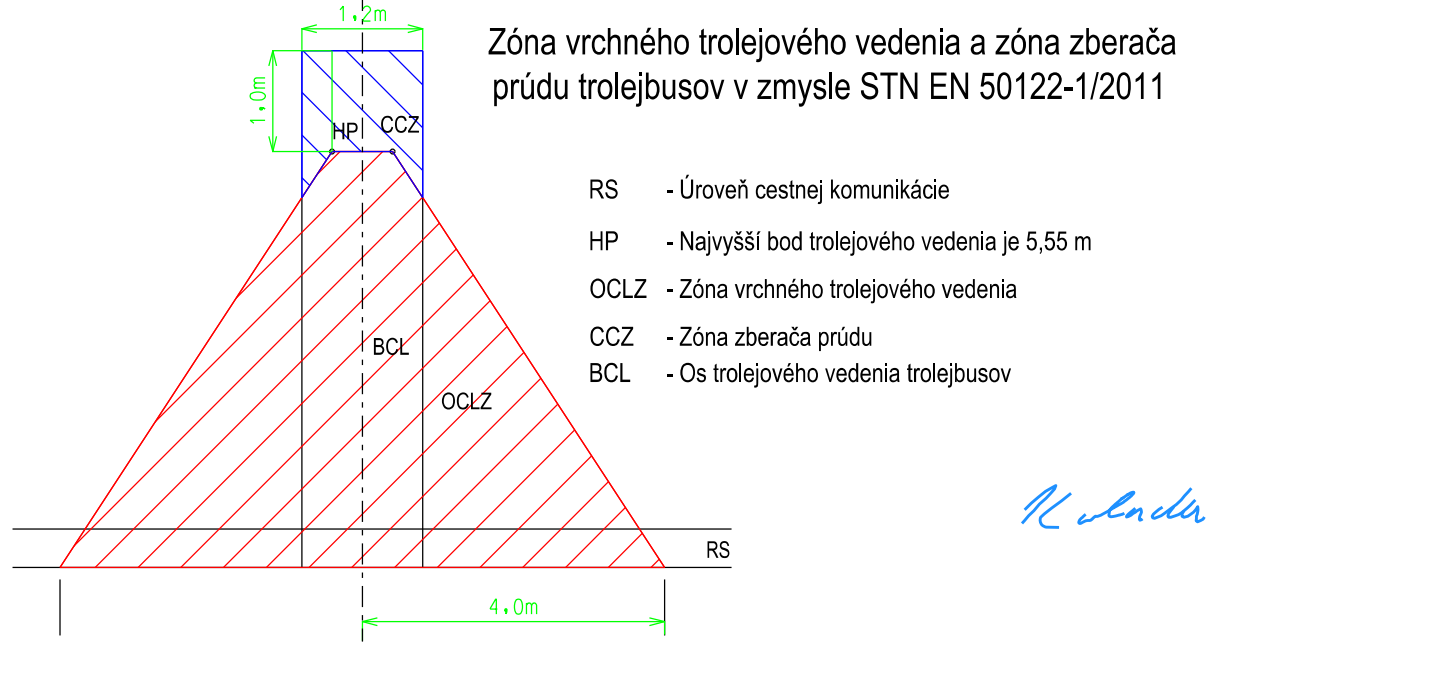 1,2m
Zóna vrchného trolejového vedenia a zóna zberača
prúdu trolejbusov v zmysle STN EN 50122-1/2011
1,0m
HP
CCZ
RS - Úroveň cestnej komunikácie
HP - Najvyšší bod trolejového vedenia je 5,55 m
OCLZ - Zóna vrchného trolejového vedenia
CCZ - Zóna zberača prúdu
BCL - Os trolejového vedenia trolejbusov
BCL
OCLZ
RS
4,0m